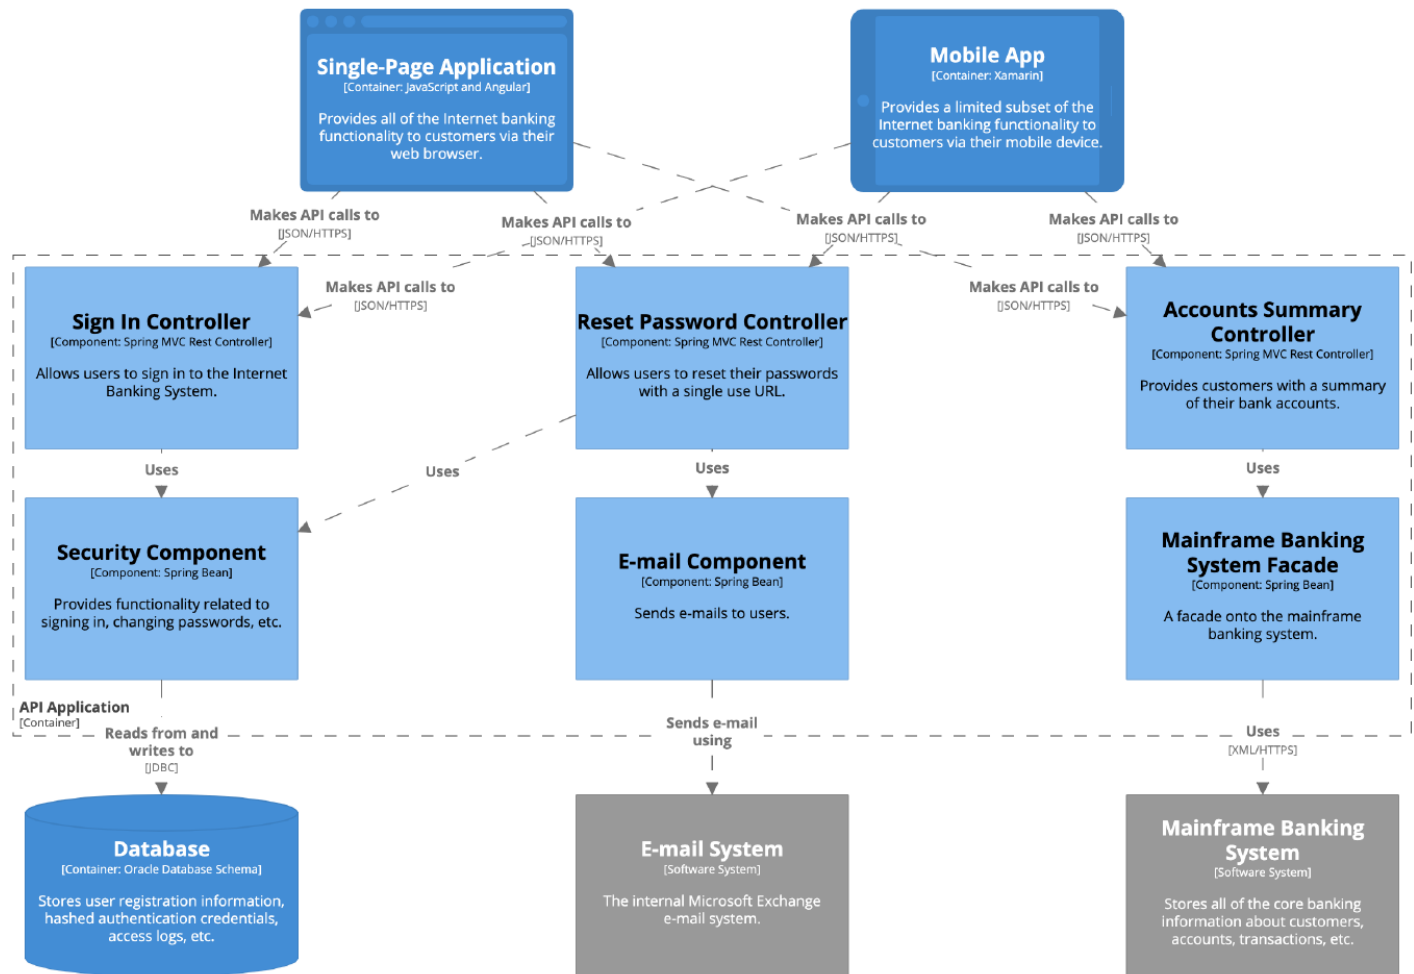 Single-Page Application
[Container: JavaScript and Angular]
Provides all of the Internet banking
functionality to customers via their
web browser.
Mobile App
[Container: Xamarin]
Provides a limited subset of the
Internet banking functionality to
customers via their mobile device.
Makes API calls to
[JSON/HTTPS]
Makes API calls to
[JSON/HTTPS]
Makes API calls to
[JSON/HTTPS]
Makes API calls to
[JSON/HTTPS]
Makes API calls to
[JSON/HTTPS]
Makes API calls to
[JSON/HTTPS]
Sign In Controller
[Component: Spring MVC Rest Controller]
Allows users to sign in to the Internet
Banking System.
Reset Password Controller
[Component: Spring MVC Rest Controller]
Allows users to reset their passwords
with a single use URL.
Accounts Summary
Controller
[Component: Spring MVC Rest Controller]
Provides customers with a summary
of their bank accounts.
Uses
Uses
Uses
Uses
Security Component
[Component: Spring Bean]
Provides functionality related to
signing in, changing passwords, etc.
E-mail Component
[Component: Spring Bean]
Sends e-mails to users.
Mainframe Banking
System Facade
[Component: Spring Bean]
A facade onto the mainframe
banking system.
API Application
[Container]
Reads from and
writes to
[JDBC]
Sends e-mail
using
Uses
[XML/HTTPS]
Database
[Container: Oracle Database Schema]
Stores user registration information,
hashed authentication credentials,
access logs, etc.
E-mail System
[Software System]
The internal Microsoft Exchange
e-mail system.
Mainframe Banking
System
[Software System]
Stores all of the core banking
information about customers,
accounts, transactions, etc.